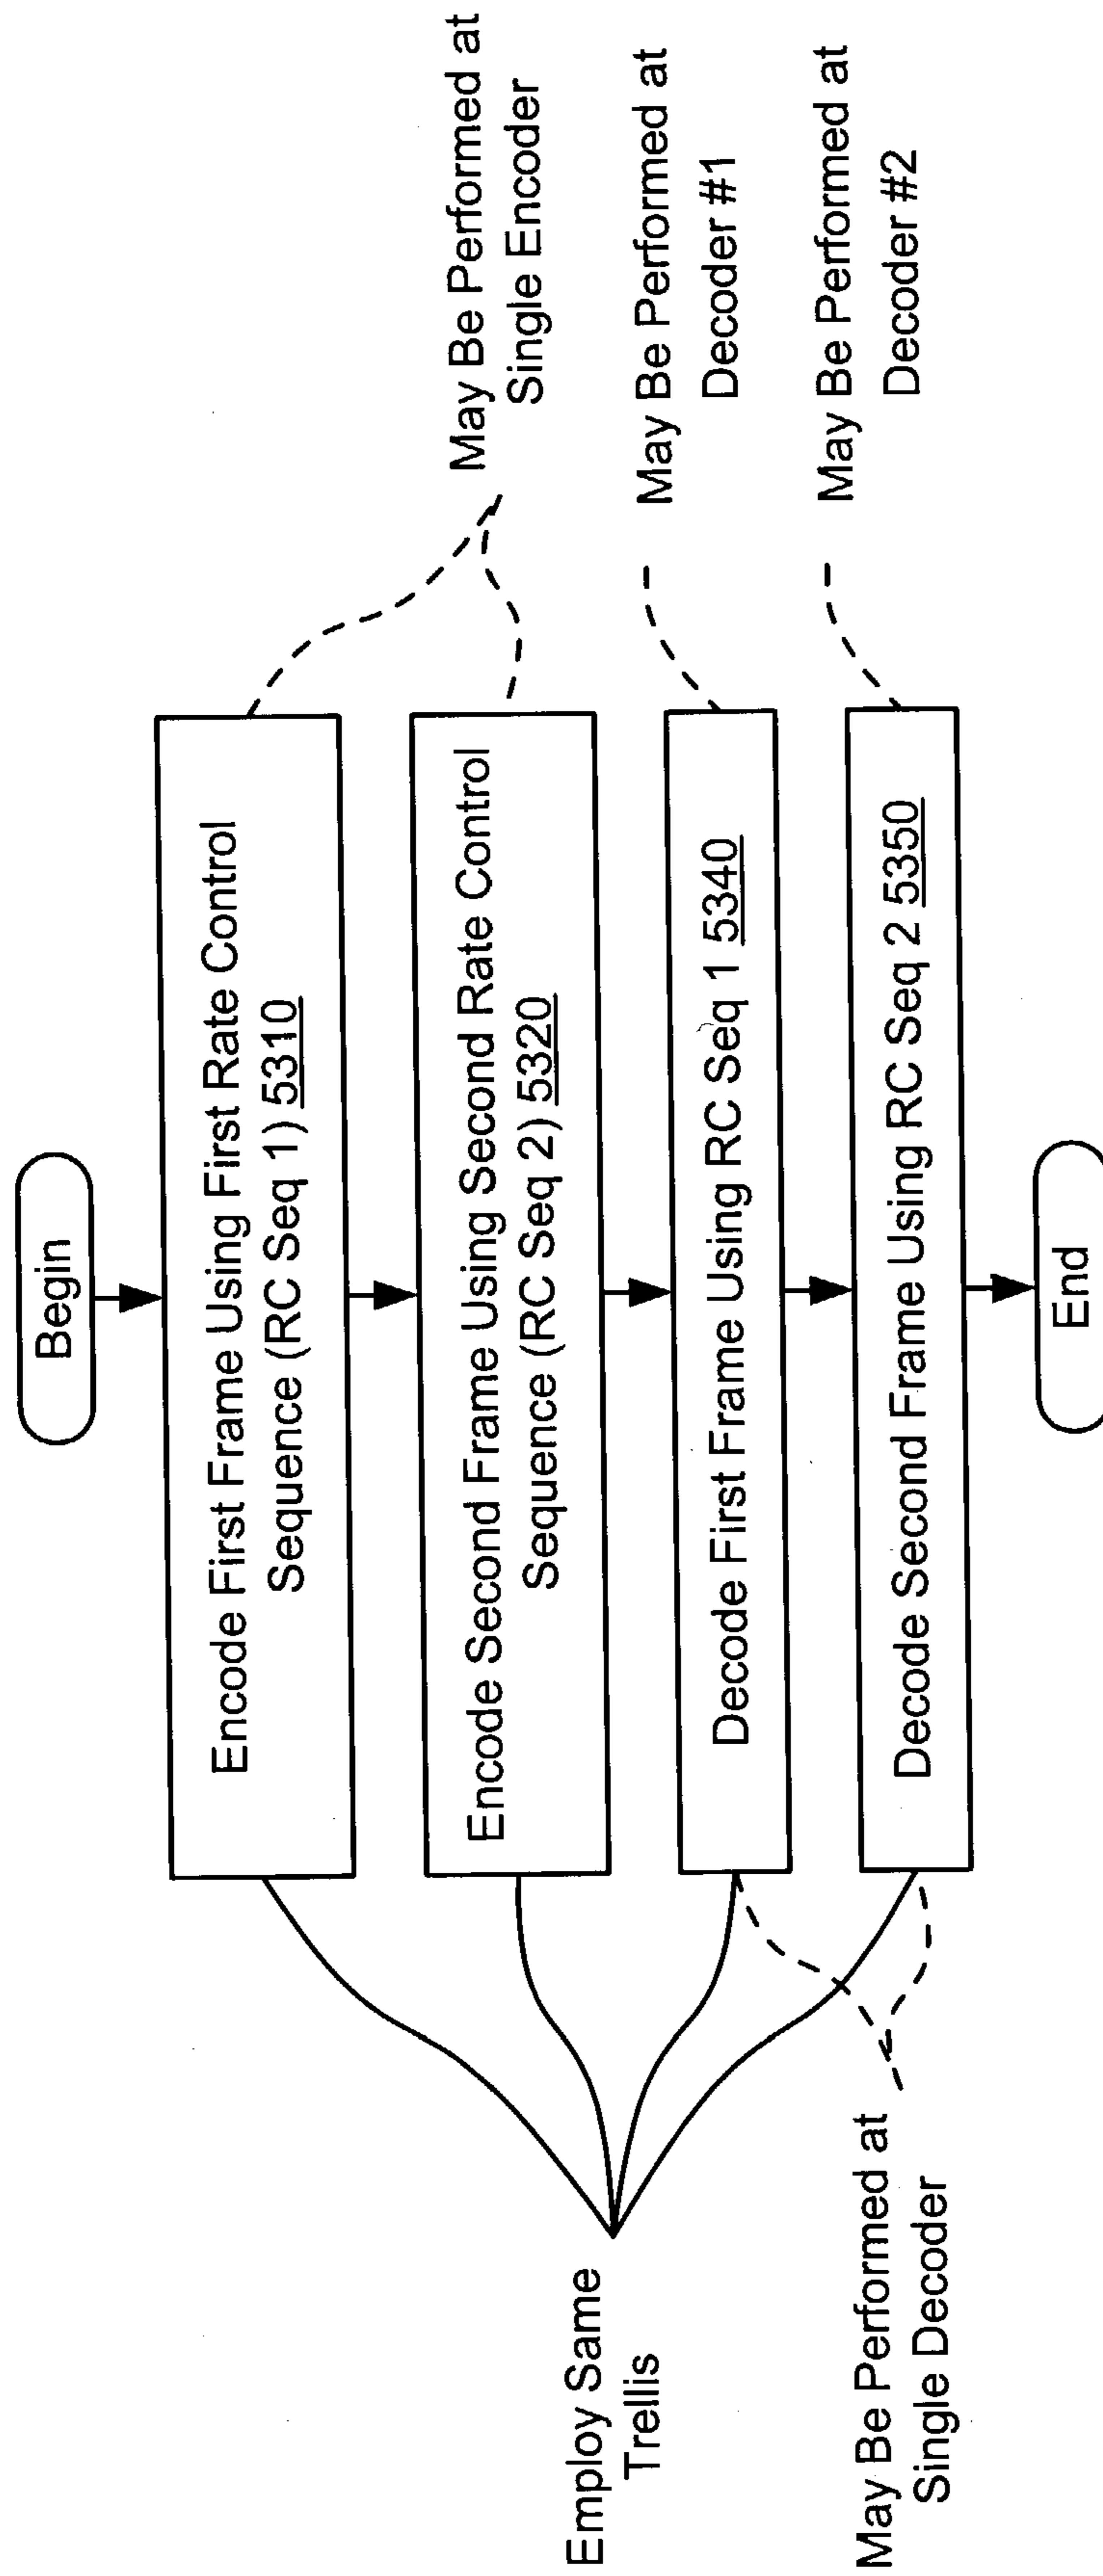 Begin
Encode First Frame Using First Rate Control
Sequence (RC Seq 1) 5310
Encode Second Frame Using Second Rate Control
Sequence (RC Seq 2) 5320
Decode First Frame Using RC Seq 1 5340
Decode Second Frame Using RC Seq 2 5350
End
Employ Same
Trellis
May Be Performed at
Single Decoder
May Be Performed at
Single Encoder
May Be Performed at
Decoder #1
May Be Performed at
Decoder #2